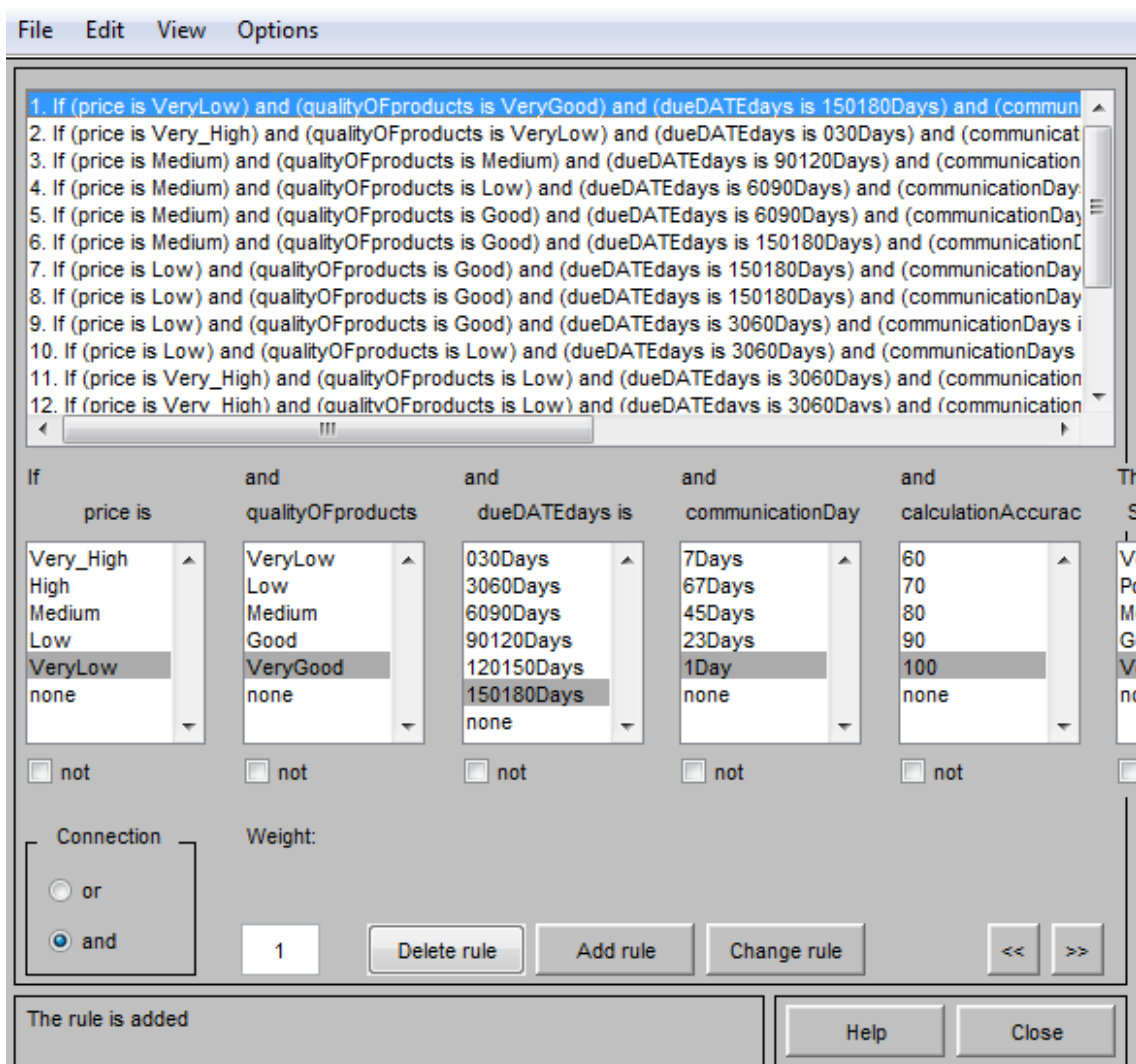 File Edit View Options
1. If (price is VeryLow) and (qualityOFproducts is VeryGood) and (dueDATEdays is 150180Days) and (commun
2. If (price is Very_High) and (qualityOFproducts is VeryLow) and (dueDATEdays is 030Days) and (communicat
3. If (price is Medium) and (qualityOFproducts is Medium) and (dueDATEdays is 90120Days) and (communication
4. If (price is Medium) and (qualityOFproducts is Low) and (dueDATEdays is 6090Days) and (communicationDay
5. If (price is Medium) and (qualityOFproducts is Good) and (dueDATEdays is 6090Days) and (communicationDay
6. If (price is Medium) and (qualityOFproducts is Good) and (dueDATEdays is 150180Days) and (communication
7. If (price is Low) and (qualityOFproducts is Good) and (dueDATEdays is 150180Days) and (communicationDay
8. If (price is Low) and (qualityOFproducts is Good) and (dueDATEdays is 150180Days) and (communicationDay
9. If (price is Low) and (qualityOFproducts is Good) and (dueDATEdays is 3060Days) and (communicationDays i
10. If (price is Low) and (qualityOFproducts is Low) and (dueDATEdays is 3060Days) and (communicationDays
11. If (price is Very_High) and (qualityOFproducts is Low) and (dueDATEdays is 3060Days) and (communication
12. If (price is Very_High) and (qualityOFproducts is Low) and (dueDATEdays is 3060Days) and (communication
If and and and and Th
price is qualityOFproducts dueDATEdays is communicationDay calculationAccurac S
Very_High VeryLow 030Days 7Days 60 Ve
High Low 3060Days 67Days 70 Po
Medium Medium 6090Days 45Days 80 Me
Low Good 90120Days 23Days 90 G
VeryLow VeryGood 120150Days 1Day 100 V
none none 150180Days none none no
none
not not not not not
Connection Weight:
or
and 1 Delete rule Add rule Change rule << >>
The rule is added Help Close